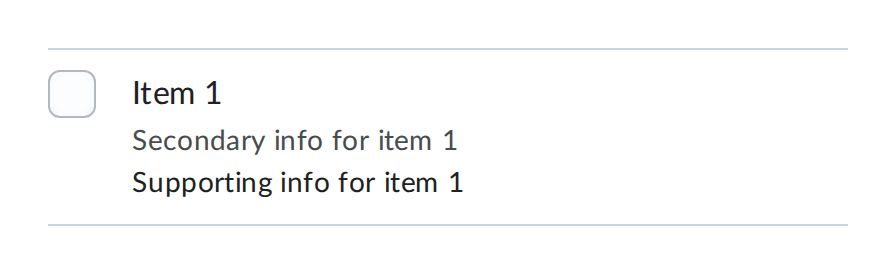 Item 1
Secondary info for item 1
Supporting info for item 1